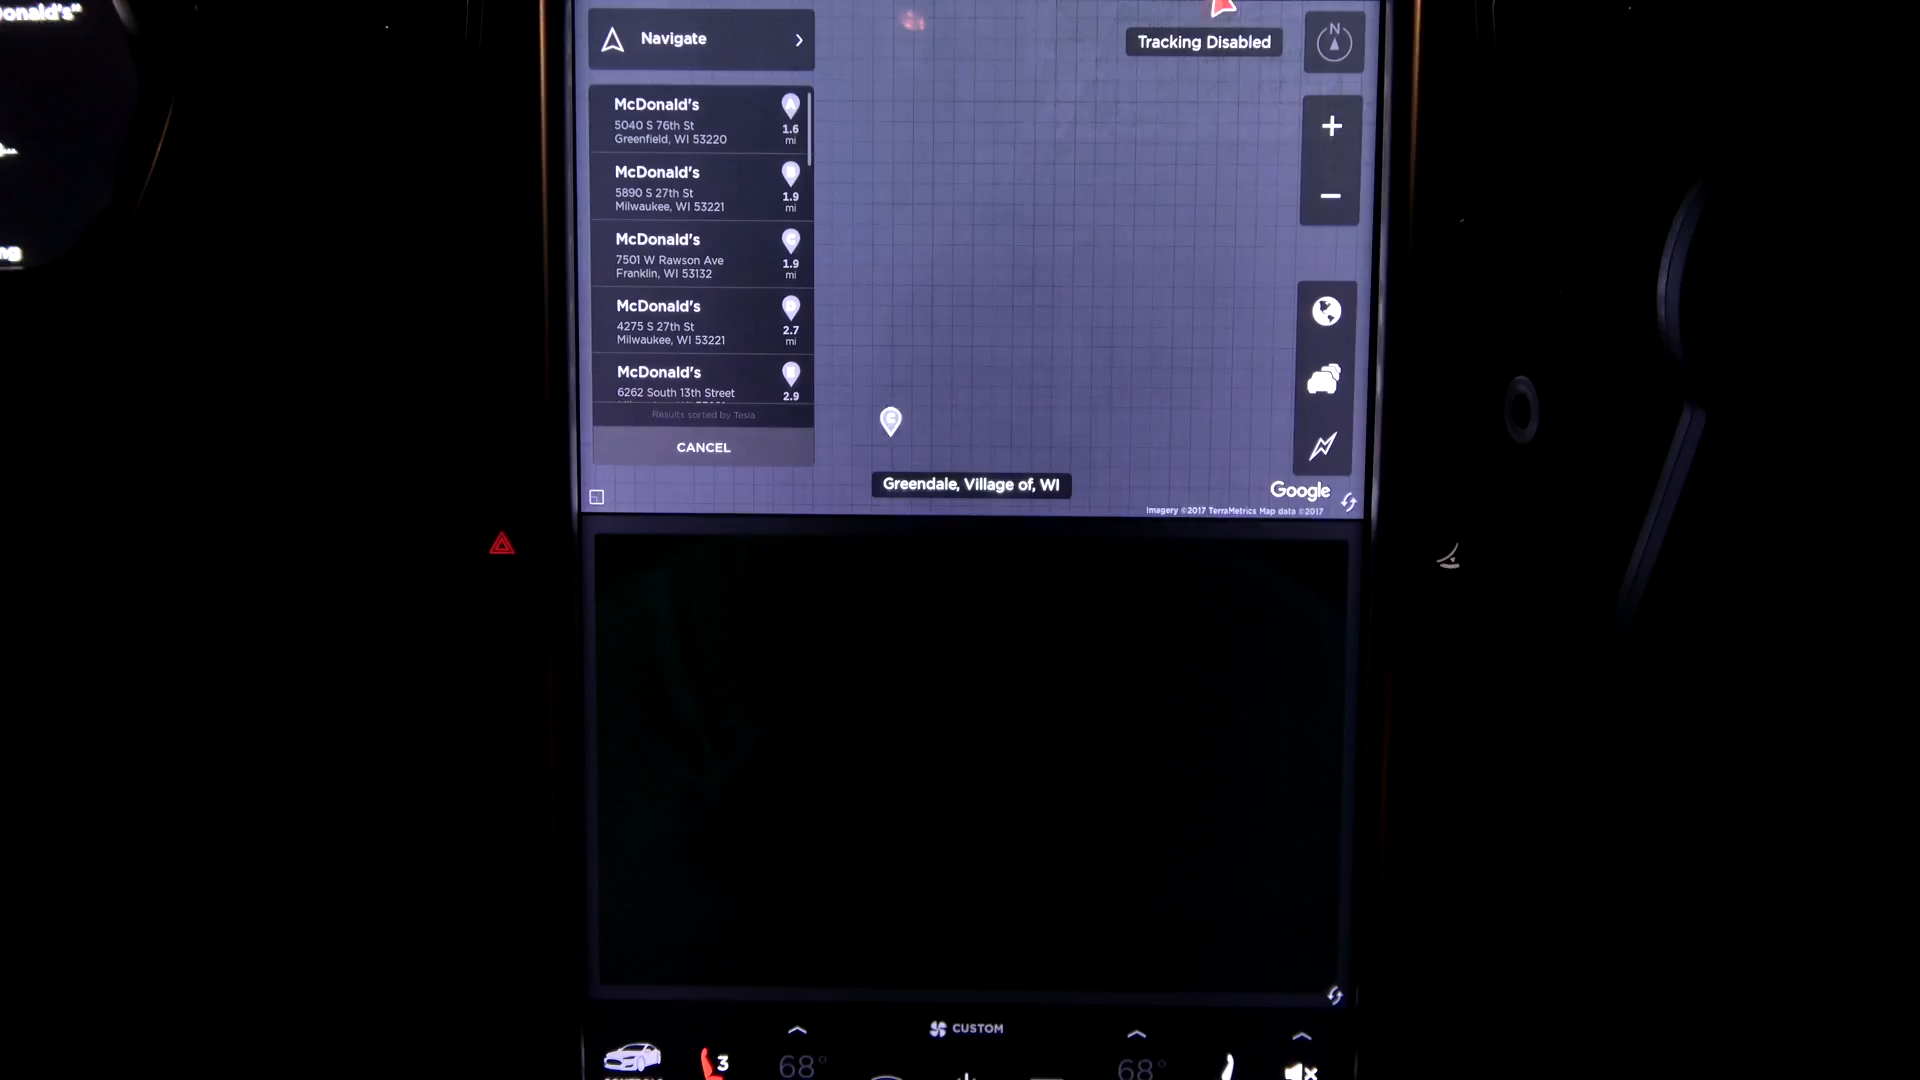 onald's"
Navigate
Tracking Disabled
N
McDonald's
5040 S 76th St
Greenfield, WI 53220
A
1.6
mi
McDonald's
5890 S 27th St
Milwaukee, WI 53221
B
1.9
mi
McDonald's
7501 W Rawson Ave
Franklin, WI 53132
C
1.9
mi
McDonald's
4275 S 27th St
Milwaukee, WI 53221
D
2.7
mi
McDonald's
6262 South 13th Street
E
2.9
Results sorted by Tesla
CANCEL
C
Greendale, Village of, WI
Google
Imagery ©2017 TerraMetrics Map data ©2017
CUSTOM
3
68°
68°